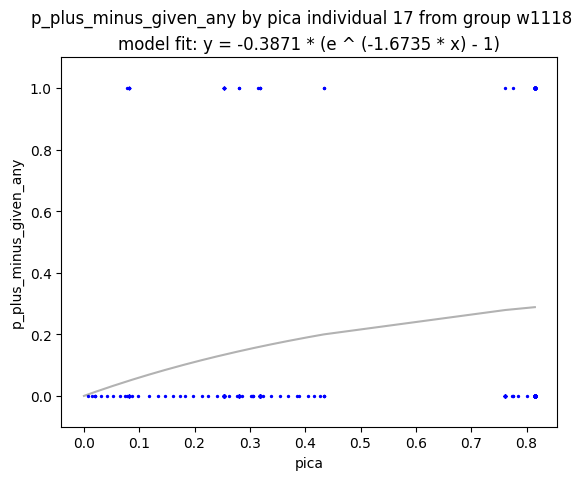 p_plus_minus_given_any by pica individual 17 from group w1118
model fit: y = -0.3871 * (e ^ (-1.6735 * x) - 1)
1.0
0.8
0.6
0.4
0.2
0.0
p_plus_minus_given_any
0.0 0.1 0.2 0.3 0.4 0.5 0.6 0.7 0.8
pica